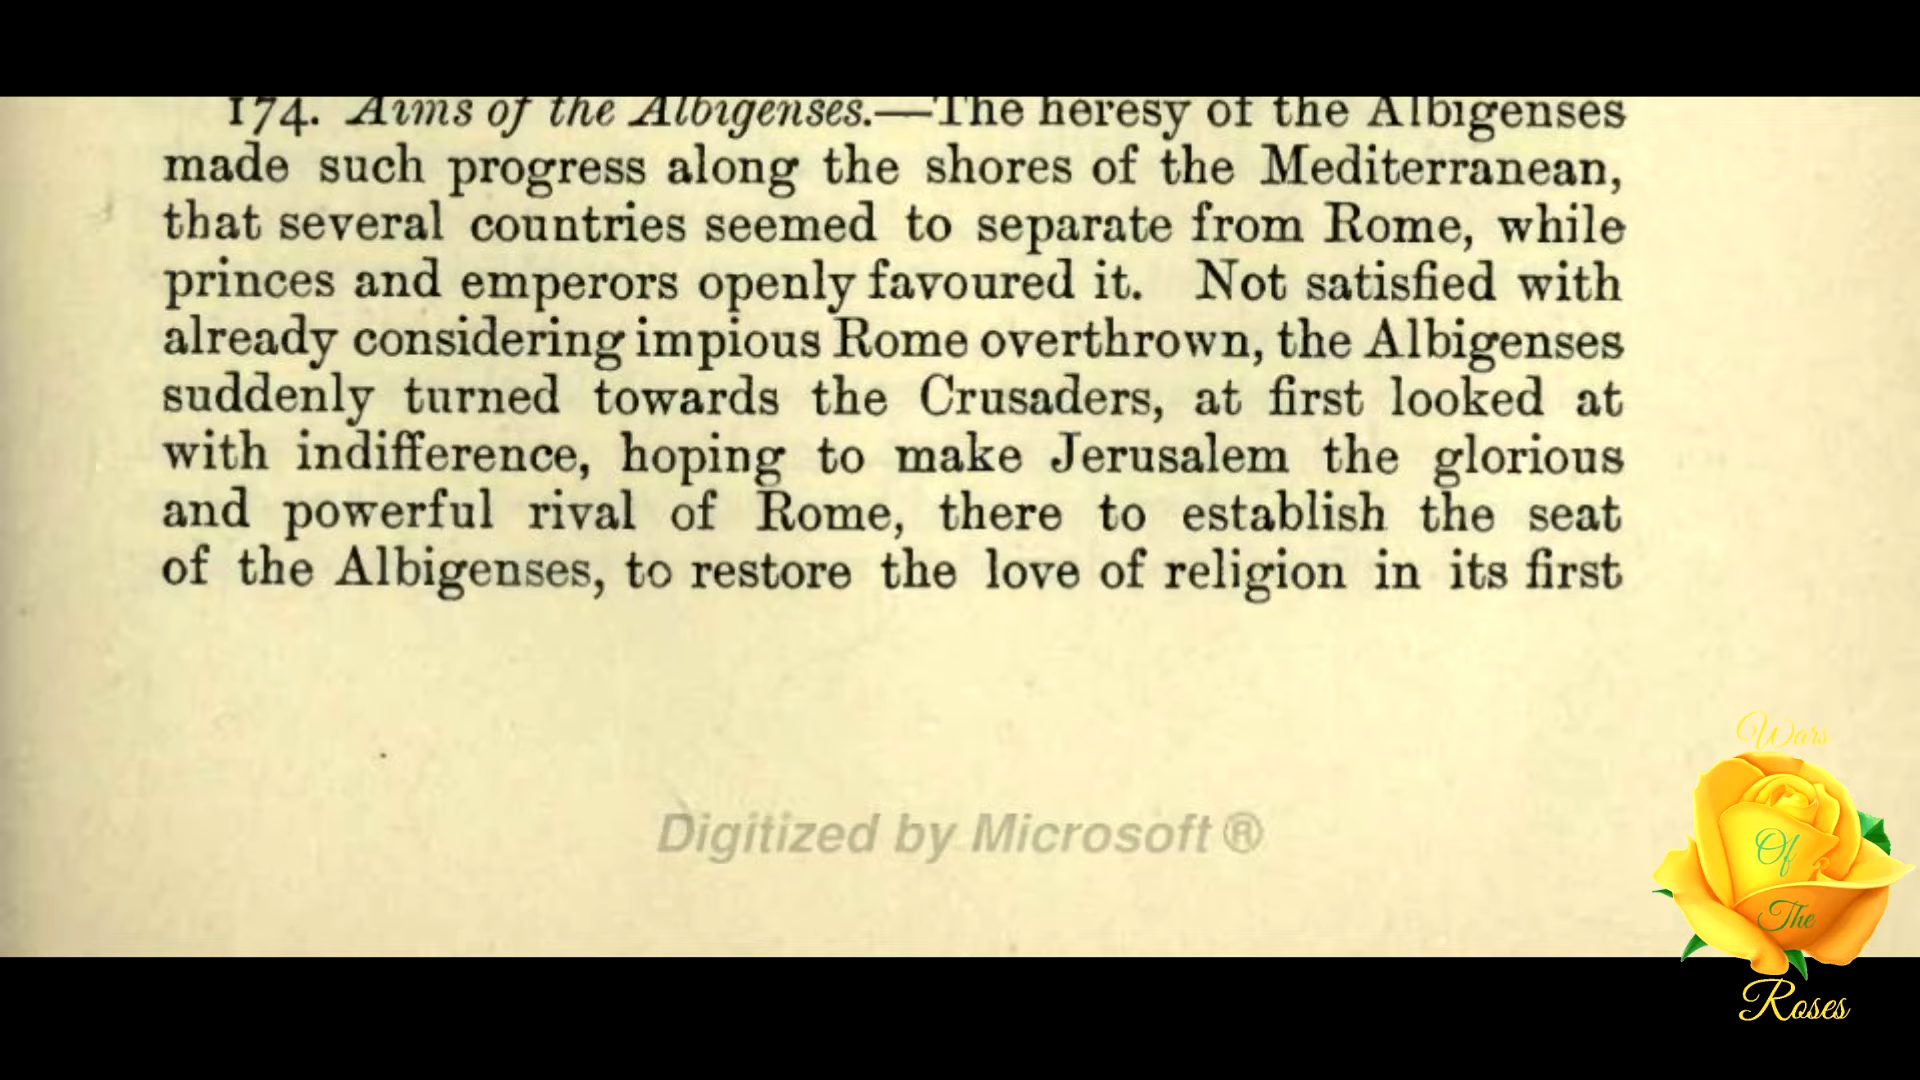 174. Aims of the Albigenses.—The heresy of the Albigenses
made such progress along the shores of the Mediterranean,
that several countries seemed to separate from Rome, while
princes and emperors openly favoured it. Not satisfied with
already considering impious Rome overthrown, the Albigenses
suddenly turned towards the Crusaders, at first looked at
with indifference, hoping to make Jerusalem the glorious
and powerful rival of Rome, there to establish the seat
of the Albigenses, to restore the love of religion in its first
Digitized by Microsoft ®
Wars
Of
The
Roses